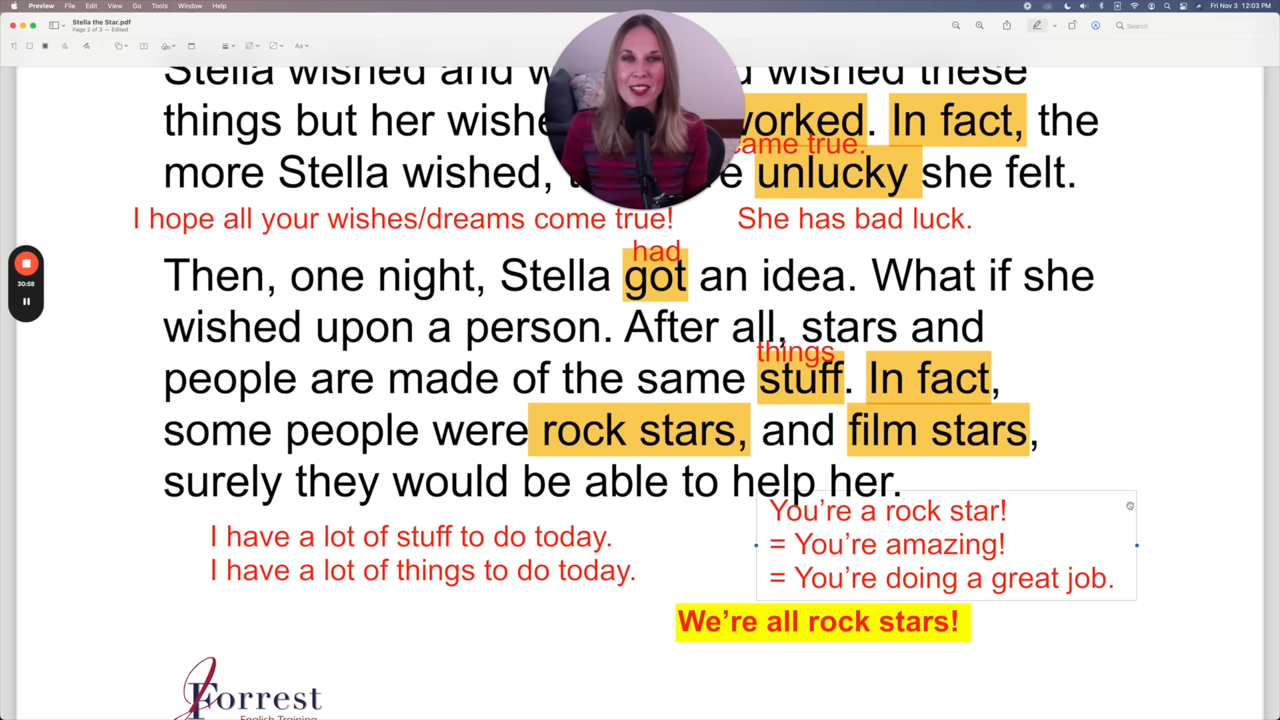 Preview File Edit View Go Tools Window Help
Fri Nov 3 12:03 PM
Stella the Star.pdf
Page 2 of 3 — Edited
Search
Stella wished and w d wished these
things but her wishe worked. In fact, the
came true.
more Stella wished, t e unlucky she felt.
I hope all your wishes/dreams come true! She has bad luck.
had
Then, one night, Stella got an idea. What if she
wished upon a person. After all, stars and
things
people are made of the same stuff. In fact,
some people were rock stars, and film stars,
surely they would be able to help her.
You're a rock star!
I have a lot of stuff to do today.
= You're amazing!
I have a lot of things to do today.
= You're doing a great job.
We're all rock stars!
30:58
JForrest
English Training